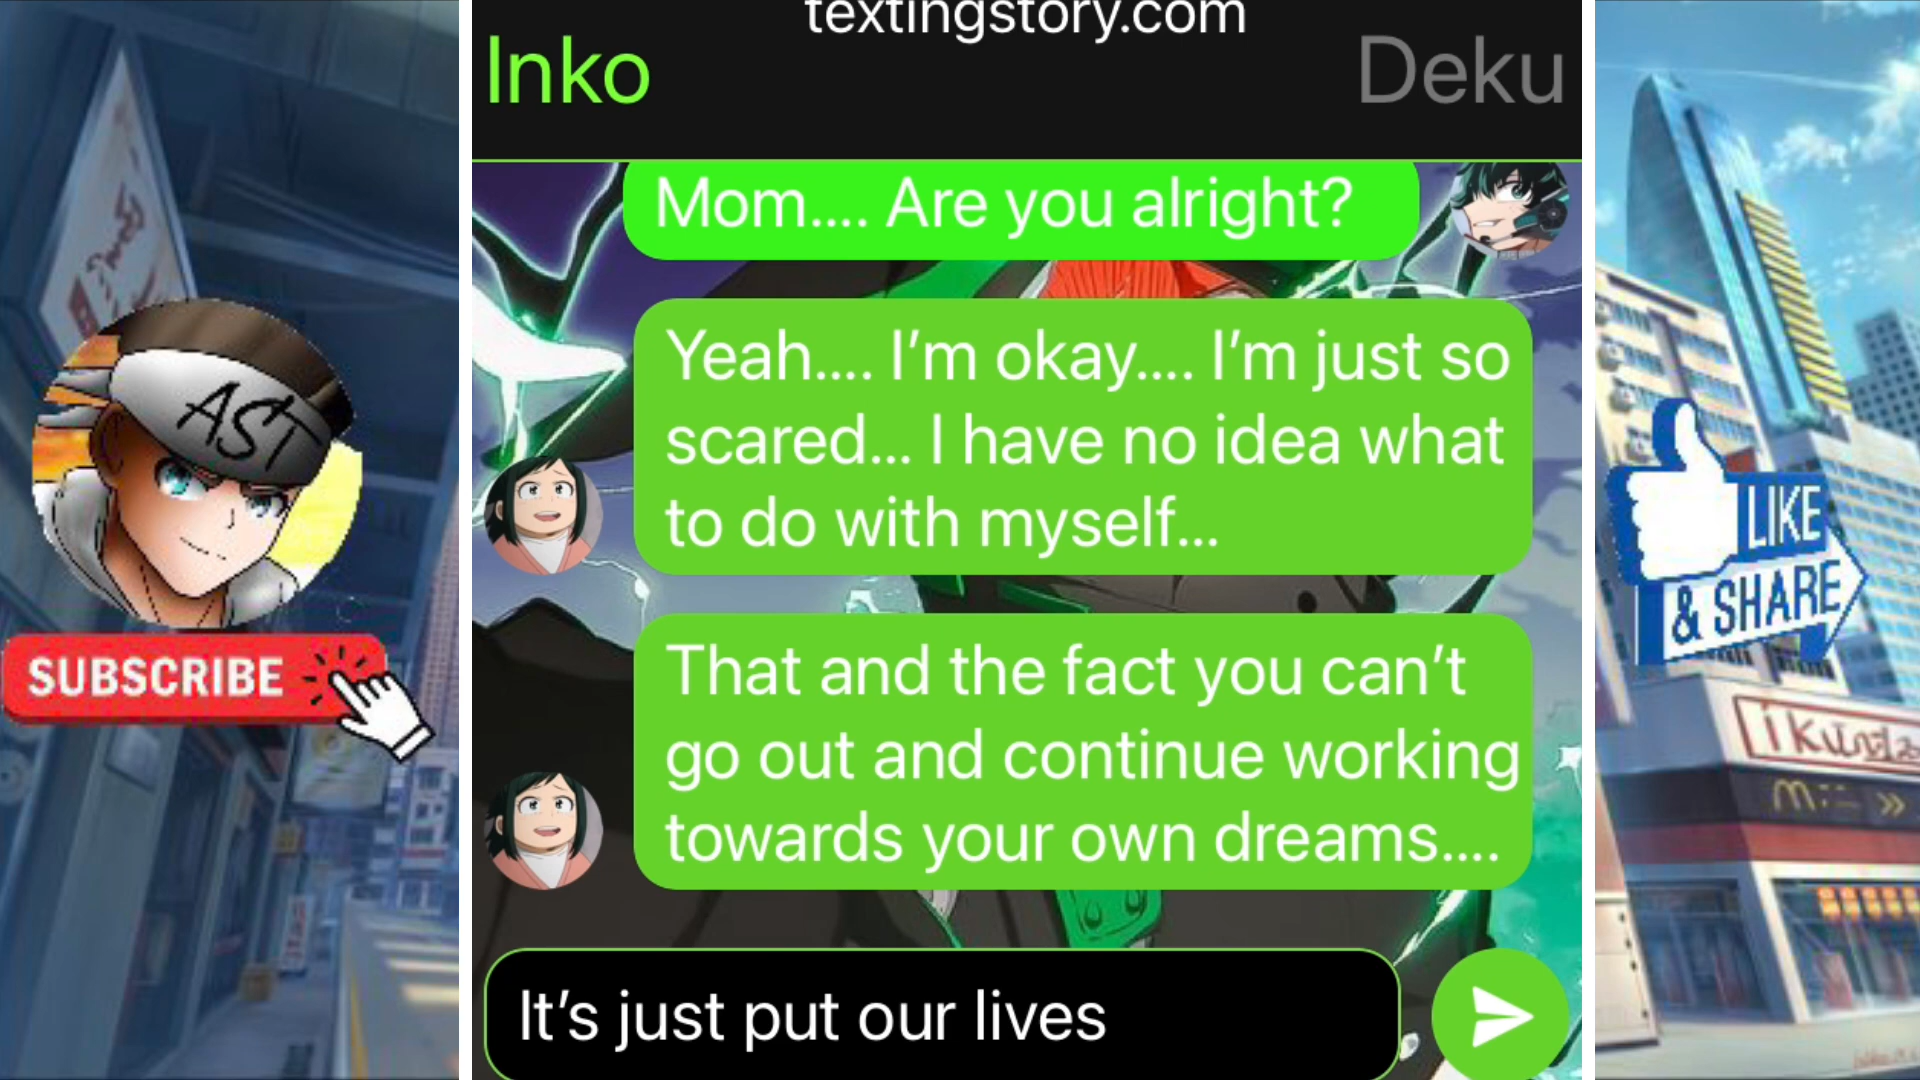 textingstory.com
Inko
Deku
Mom.... Are you alright?
Yeah.... I’m okay.... I’m just so
scared... I have no idea what
to do with myself...
That and the fact you can’t
go out and continue working
towards your own dreams....
It’s just put our lives
AST
SUBSCRIBE
LIKE
& SHARE